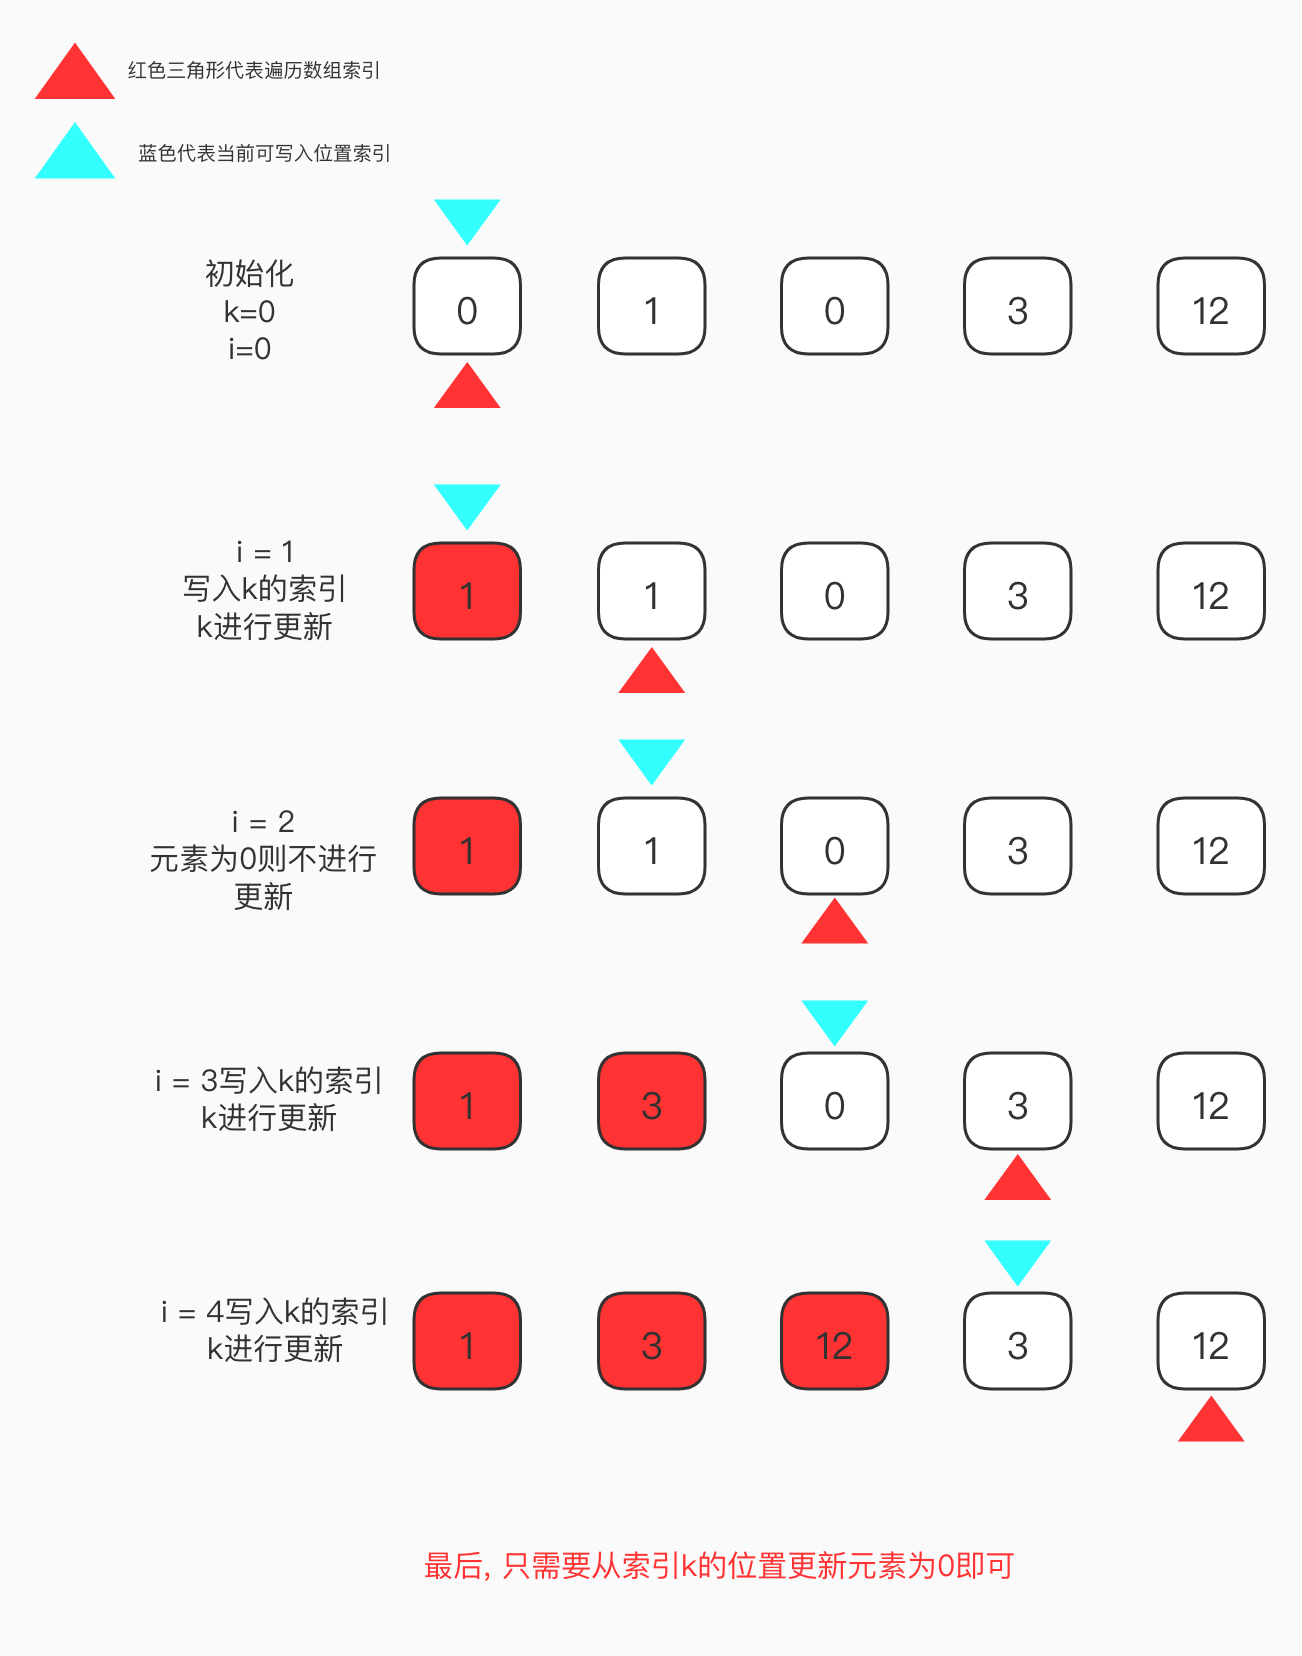 红色三角形代表遍历数组索引
蓝色代表当前可写入位置索引
初始化
k=0
i=0
0 1 0 3 12
i = 1
写入k的索引
k进行更新
1 1 0 3 12
i = 2
元素为0则不进行
更新
1 1 0 3 12
i = 3写入k的索引
k进行更新
1 3 0 3 12
i = 4写入k的索引
k进行更新
1 3 12 3 12
最后, 只需要从索引k的位置更新元素为0即可